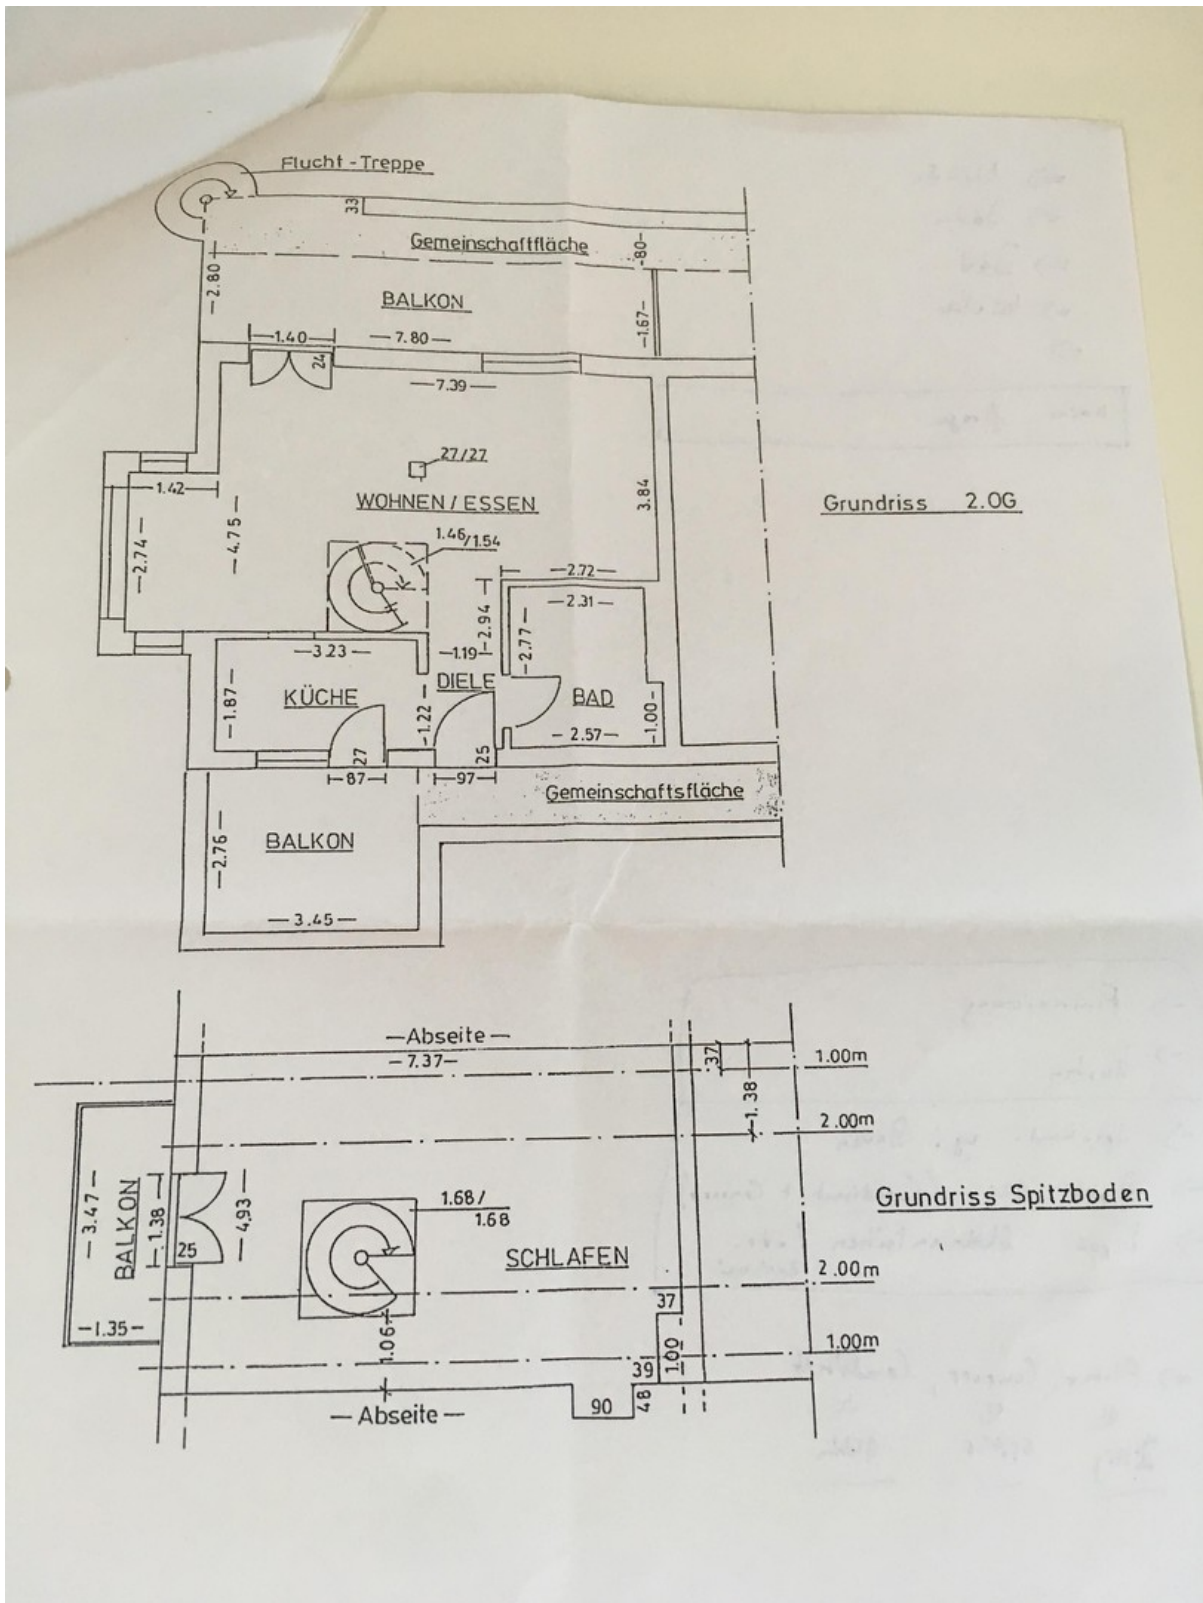 Flucht - Treppe
33
Gemeinschaftfläche
80
2.80
BALKON
1.67
1.40
7.80
24
7.39
27/27
1.42
WOHNEN / ESSEN
3.84
Grundriss 2.OG
4.75
2.74
1.46/1.54
2.72
2.31
2.94
2.77
3.23
1.19
DIELE
KÜCHE
BAD
1.87
1.22
1.00
2.57
27
25
87
97
Gemeinschaftsfläche
BALKON
2.76
3.45
—Abseite—
7.37
37
1.00m
1.38
2.00m
BALKON
3.47
1.38
4.93
25
1.68/
1.68
SCHLAFEN
Grundriss Spitzboden
2.00m
37
1.35
1.06
1.00
1.00m
39
— Abseite —
90
48